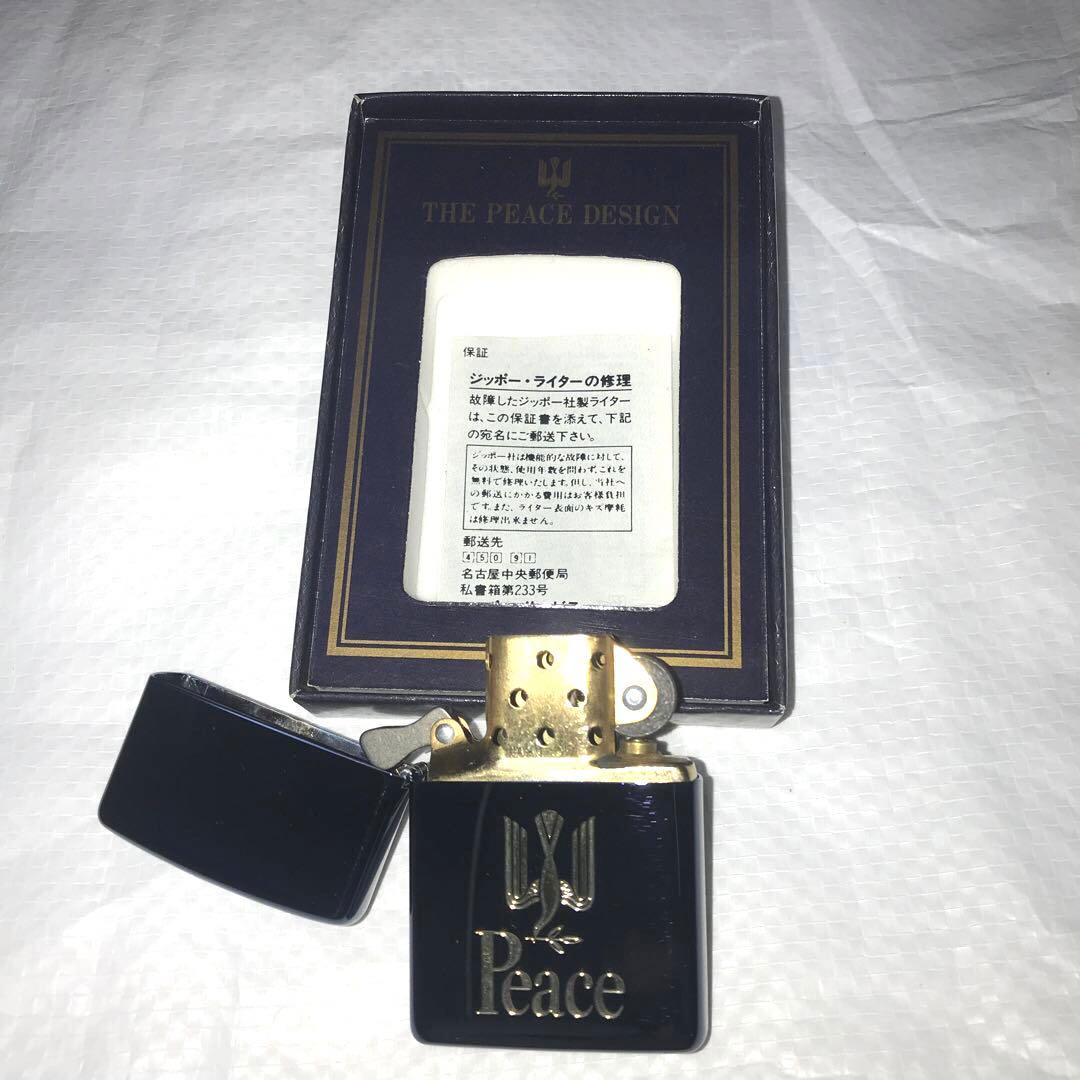 THE PEACE DESIGN
保証
ジッポー・ライターの修理
故障したジッポー社製ライター
は、この保証書を添えて、下記
の宛名にご郵送下さい。
ジッポー社は機能的な故障に対して、
その状態、使用年数を問わず、これを
無料で修理いたします。但し、当社へ
の郵送にかかる費用はお客様負担
です。また、ライター表面のキズ摩耗
は修理出来ません。
郵送先
450 91
名古屋中央郵便局
私書箱第233号
Peace